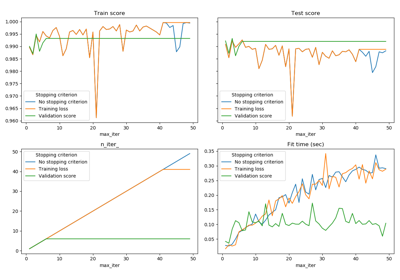 Train score
Test score
1.000
0.995
0.990
0.985
0.980
0.975
0.970
0.965
0.960
Stopping criterion
No stopping criterion
Training loss
Validation score
Stopping criterion
No stopping criterion
Training loss
Validation score
0 10 20 30 40 50
max_iter
0 10 20 30 40 50
max_iter
n_iter_
Fit time (sec)
50
40
30
20
10
0
Stopping criterion
No stopping criterion
Training loss
Validation score
0.35
0.30
0.25
0.20
0.15
0.10
0.05
Stopping criterion
No stopping criterion
Training loss
Validation score
0 10 20 30 40 50
max_iter
0 10 20 30 40 50
max_iter